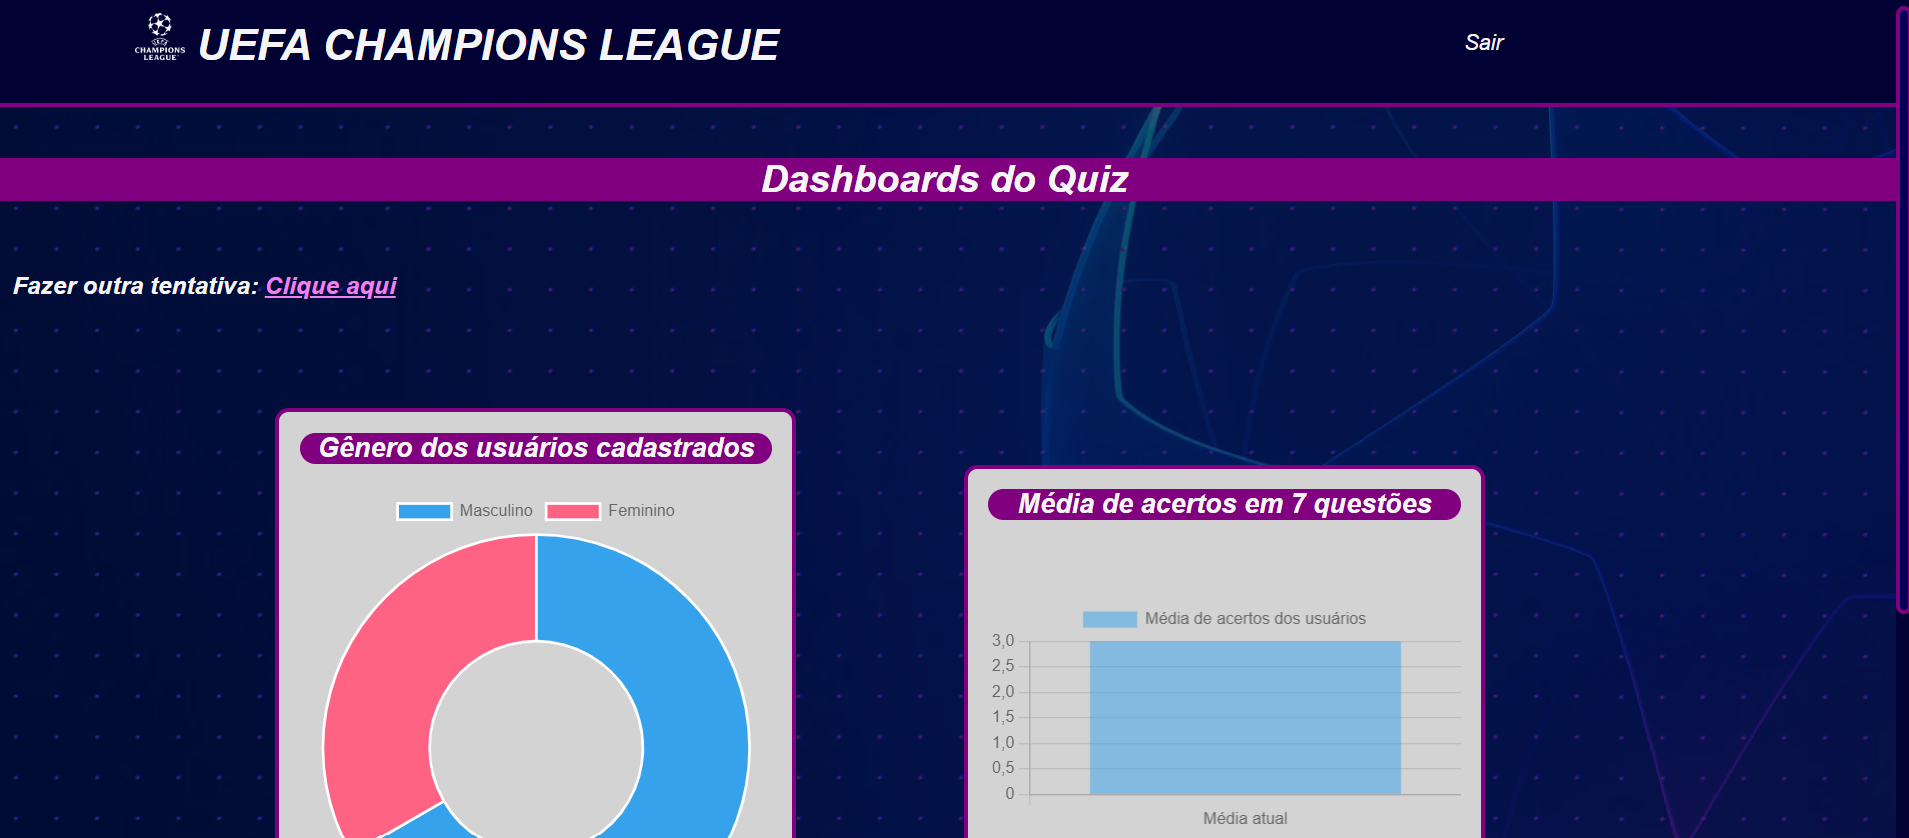 UEFA
CHAMPIONS
LEAGUE
UEFA CHAMPIONS LEAGUE
Sair
Dashboards do Quiz
Fazer outra tentativa: Clique aqui
Gênero dos usuários cadastrados
Masculino Feminino
Média de acertos em 7 questões
Média de acertos dos usuários
3,0
2,5
2,0
1,5
1,0
0,5
0
Média atual